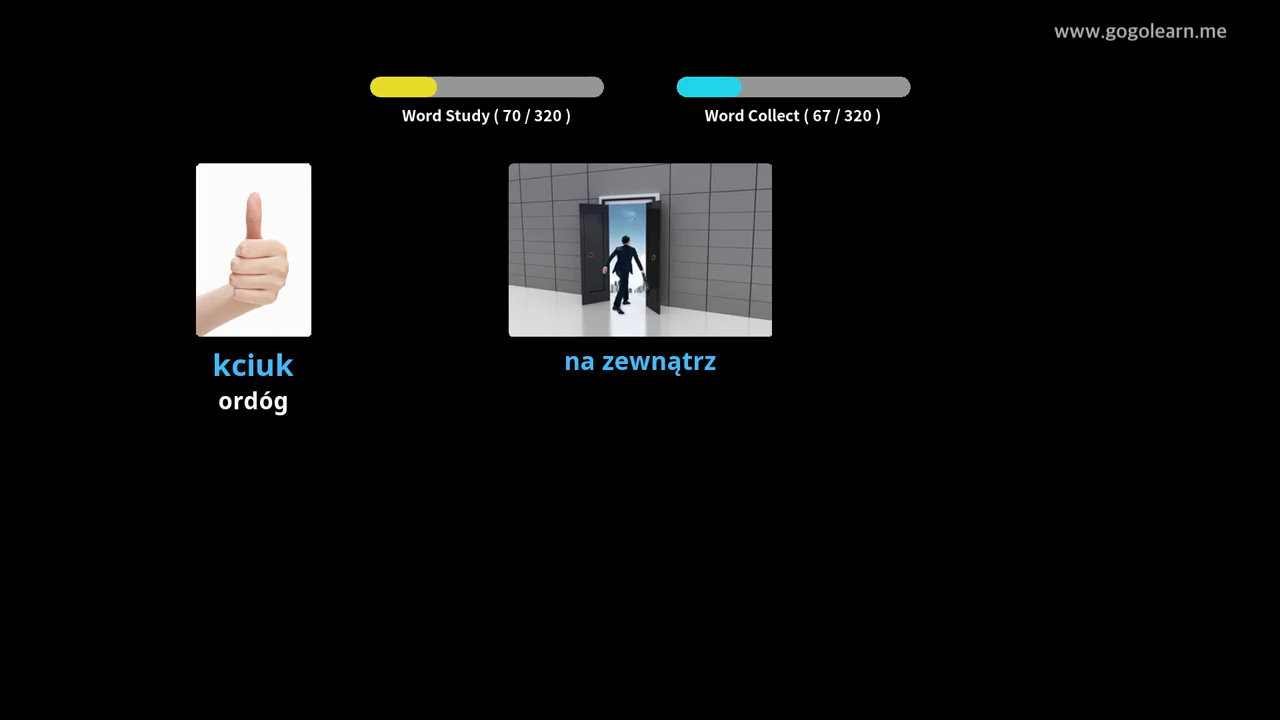 www.gogolearn.me
Word Study ( 70 / 320 )
Word Collect ( 67 / 320 )
kciuk
ordóg
na zewnątrz